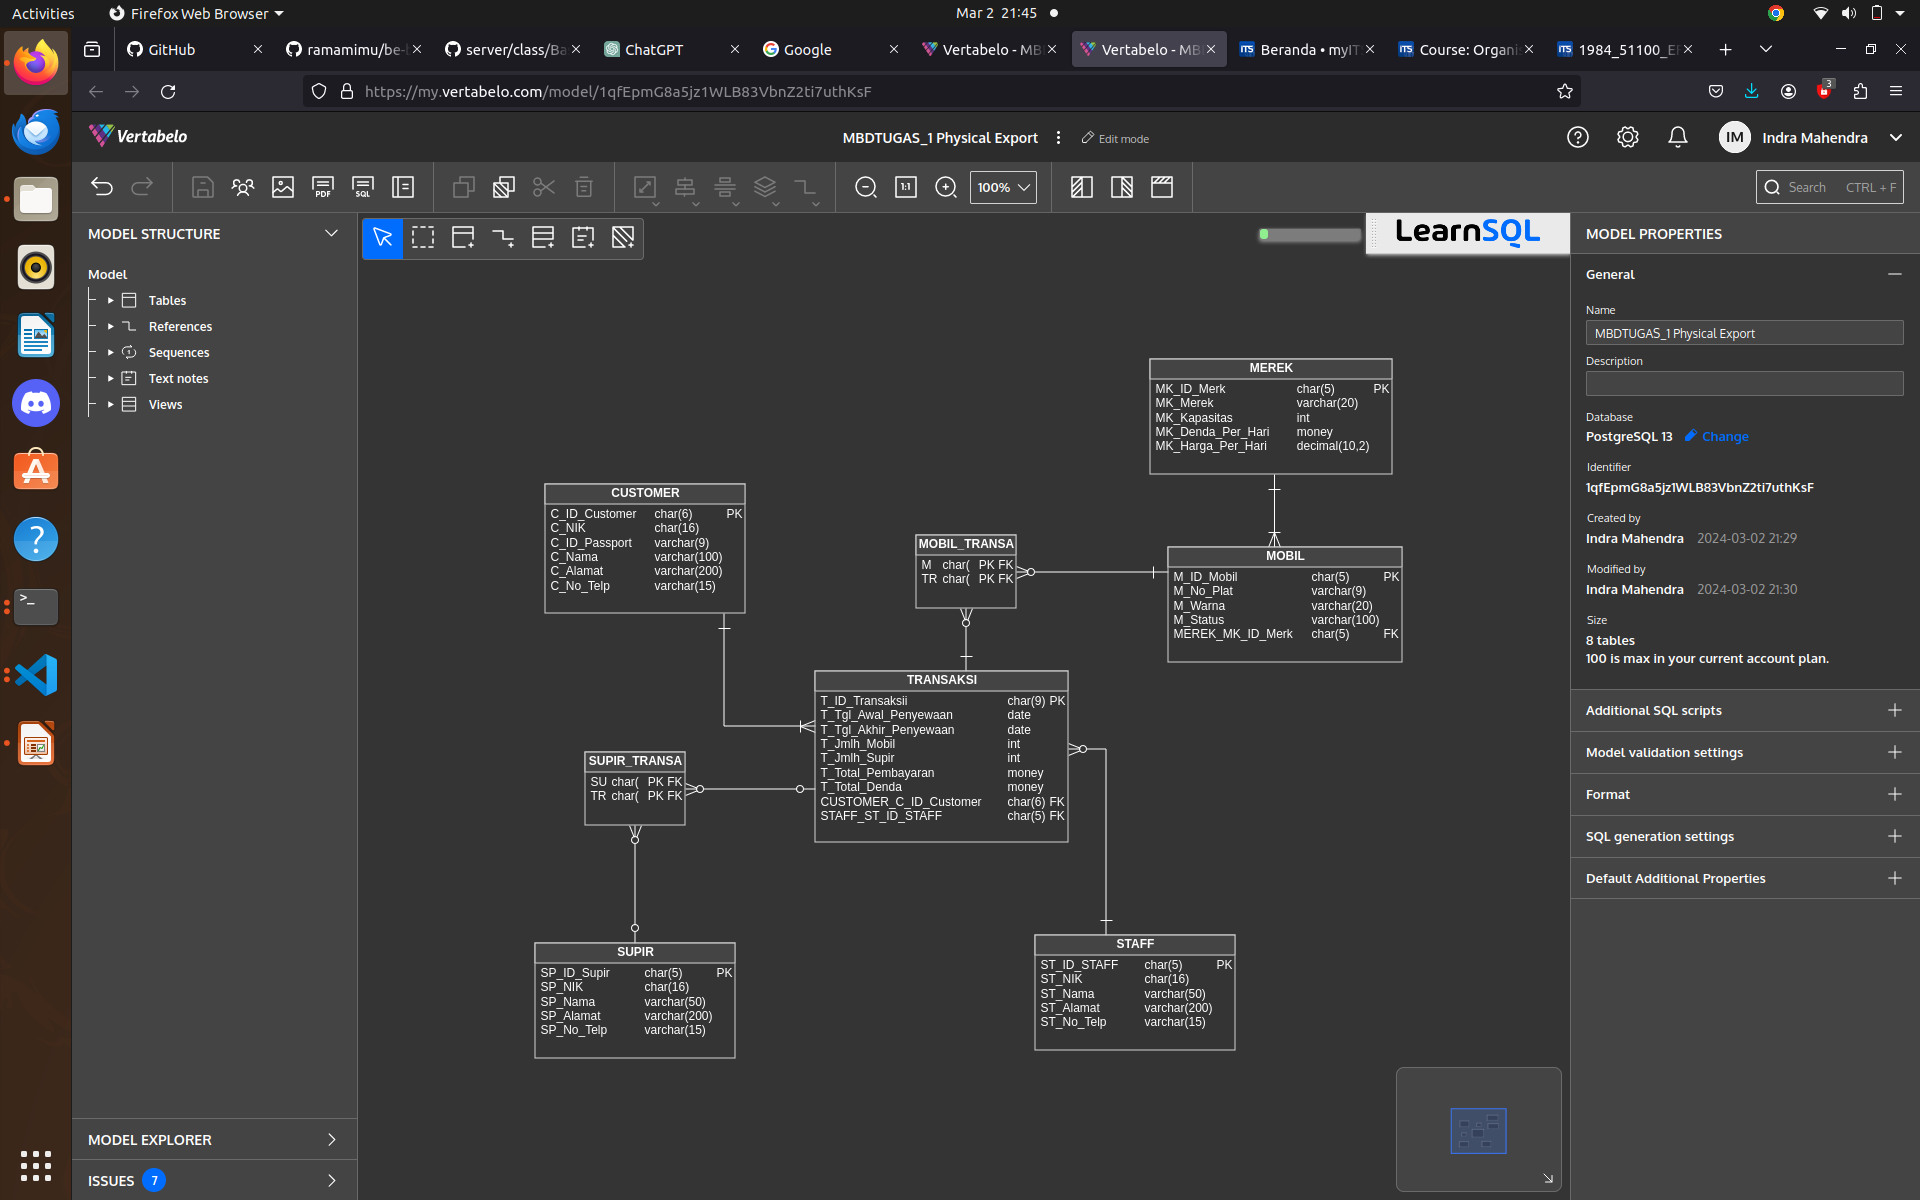 Activities
Firefox Web Browser
Mar 2 21:45
GitHub
ramamimu/be-
server/class/Ba
ChatGPT
Google
Vertabelo - MB
Vertabelo - MB
Beranda • myIT
Course: Organi
1984_51100_E
https://my.vertabelo.com/model/1qfEpmG8a5jz1WLB83VbnZ2ti7uthKsF
3
Vertabelo
MBDTUGAS_1 Physical Export
Edit mode
IM
Indra Mahendra
PDF
SQL
1:1
100%
Search CTRL + F
MODEL STRUCTURE
Model
Tables
References
Sequences
Text notes
Views
MODEL EXPLORER
ISSUES 7
LearnSQL
MEREK
MK_ID_Merk char(5) PK
MK_Merek varchar(20)
MK_Kapasitas int
MK_Denda_Per_Hari money
MK_Harga_Per_Hari decimal(10,2)
CUSTOMER
C_ID_Customer char(6) PK
C_NIK char(16)
C_ID_Passport varchar(9)
C_Nama varchar(100)
C_Alamat varchar(200)
C_No_Telp varchar(15)
MOBIL_TRANSA
M char( PK FK
TR char( PK FK
MOBIL
M_ID_Mobil char(5) PK
M_No_Plat varchar(9)
M_Warna varchar(20)
M_Status varchar(100)
MEREK_MK_ID_Merk char(5) FK
TRANSAKSI
T_ID_Transaksii char(9) PK
T_Tgl_Awal_Penyewaan date
T_Tgl_Akhir_Penyewaan date
T_Jmlh_Mobil int
T_Jmlh_Supir int
T_Total_Pembayaran money
T_Total_Denda money
CUSTOMER_C_ID_Customer char(6) FK
STAFF_ST_ID_STAFF char(5) FK
SUPIR_TRANSA
SU char( PK FK
TR char( PK FK
SUPIR
SP_ID_Supir char(5) PK
SP_NIK char(16)
SP_Nama varchar(50)
SP_Alamat varchar(200)
SP_No_Telp varchar(15)
STAFF
ST_ID_STAFF char(5) PK
ST_NIK char(16)
ST_Nama varchar(50)
ST_Alamat varchar(200)
ST_No_Telp varchar(15)
MODEL PROPERTIES
General
Name
MBDTUGAS_1 Physical Export
Description
Database
PostgreSQL 13 Change
Identifier
1qfEpmG8a5jz1WLB83VbnZ2ti7uthKsF
Created by
Indra Mahendra 2024-03-02 21:29
Modified by
Indra Mahendra 2024-03-02 21:30
Size
8 tables
100 is max in your current account plan.
Additional SQL scripts
Model validation settings
Format
SQL generation settings
Default Additional Properties